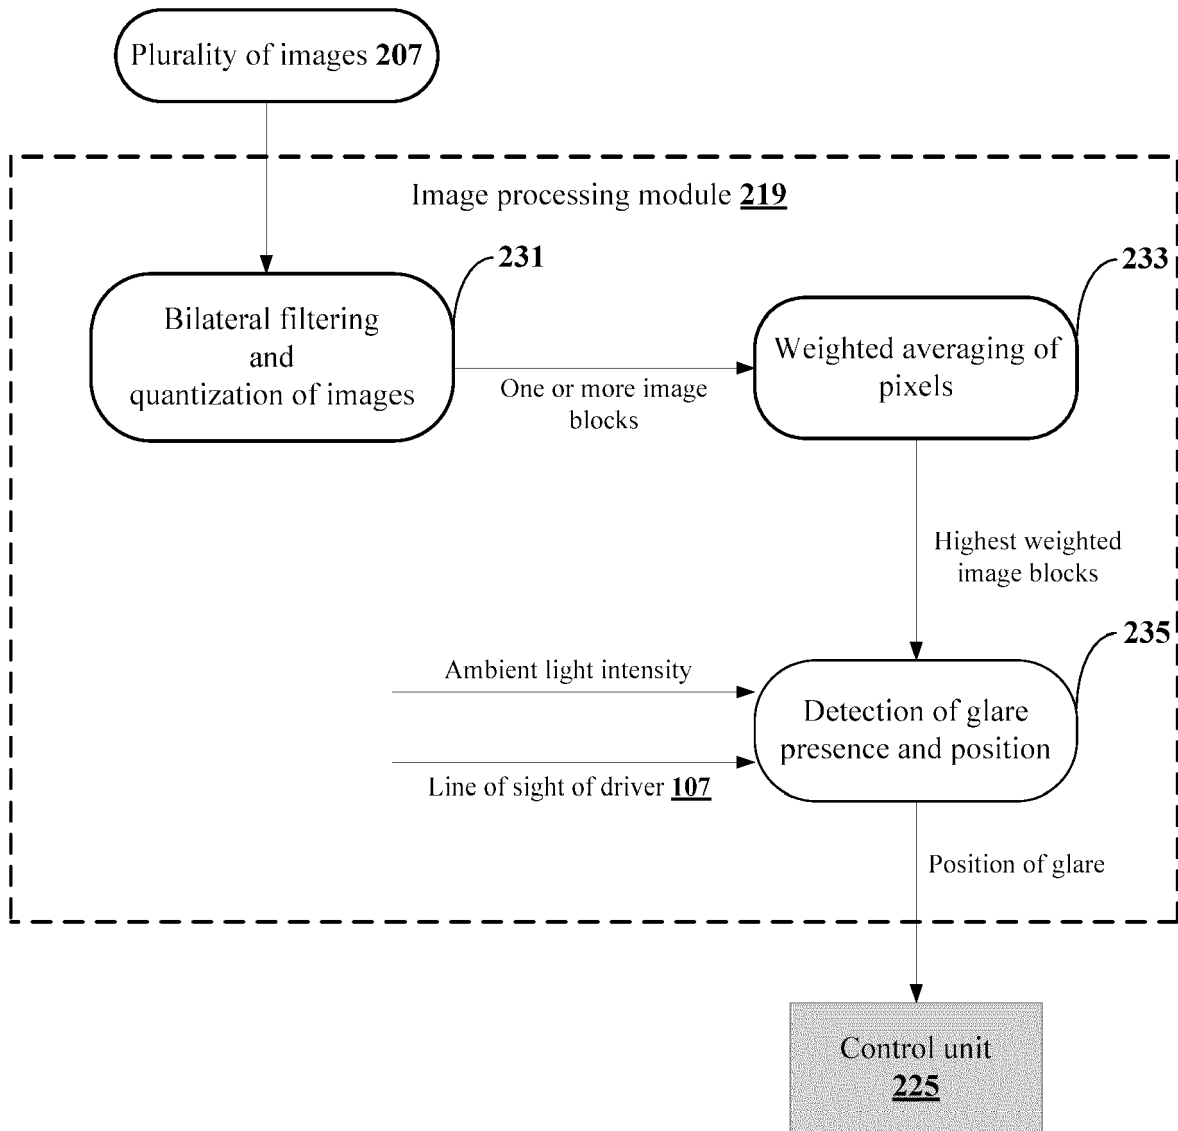 Plurality of images 207
Image processing module 219
231
Bilateral filtering
and
quantization of images
One or more image
blocks
233
Weighted averaging of
pixels
Highest weighted
image blocks
235
Ambient light intensity
Line of sight of driver 107
Detection of glare
presence and position
Position of glare
Control unit
225